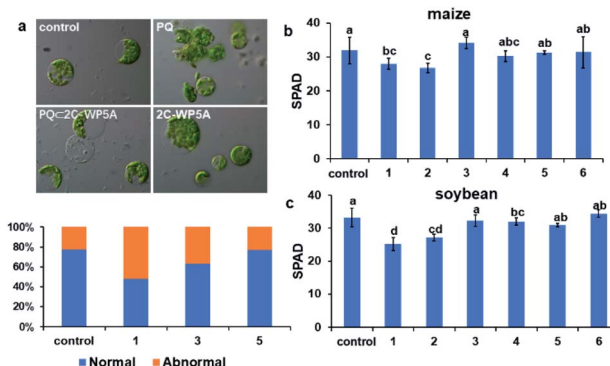 a
control
PQ
PQ⊂2C-WP5A
2C-WP5A
100%
80%
60%
40%
20%
0%
control 1 3 5
Normal Abnormal
b
maize
SPAD
40
30
20
10
0
a bc c a abc ab ab
control 1 2 3 4 5 6
c
soybean
SPAD
40
30
20
10
0
a d cd a bc ab ab
control 1 2 3 4 5 6